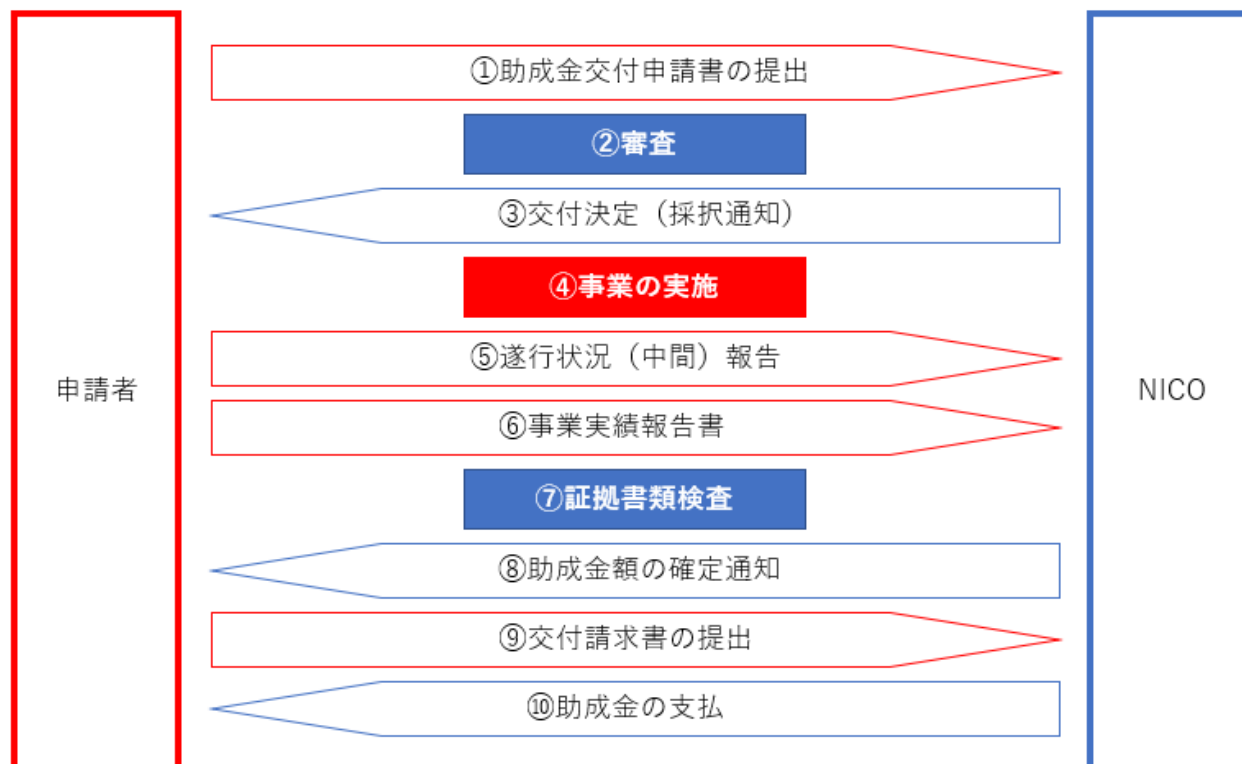 ①助成金交付申請書の提出
②審査
③交付決定（採択通知）
④事業の実施
⑤遂行状況（中間）報告
申請者
NICO
⑥事業実績報告書
⑦証拠書類検査
⑧助成金額の確定通知
⑨交付請求書の提出
⑩助成金の支払